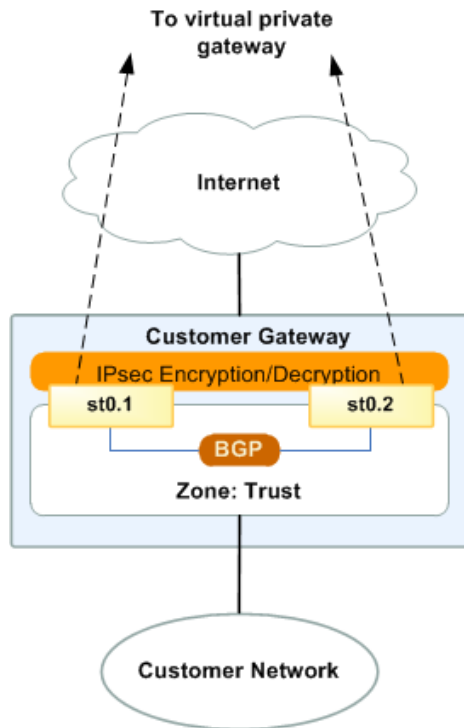 To virtual private
gateway
Internet
Customer Gateway
IPsec Encryption/Decryption
st0.1
st0.2
BGP
Zone: Trust
Customer Network